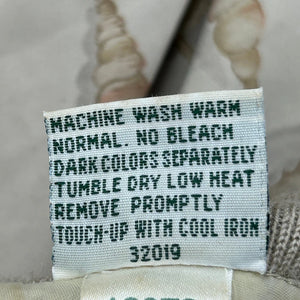 MACHINE WASH WARM
NORMAL. NO BLEACH
DARK COLORS SEPARATELY
TUMBLE DRY LOW HEAT
REMOVE PROMPTLY
TOUCH-UP WITH COOL IRON
32019